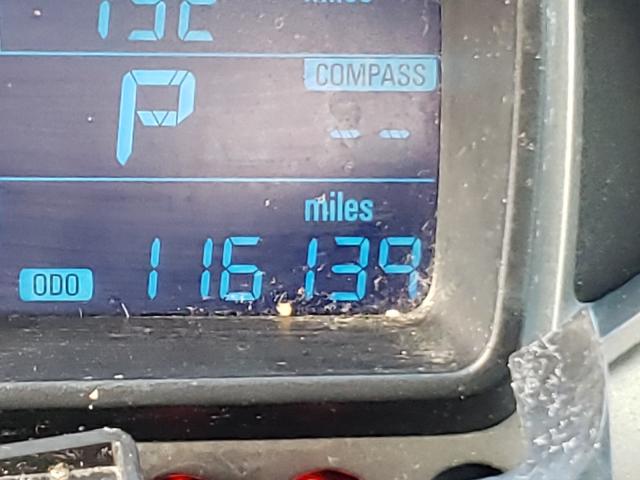 P
COMPASS
--
miles
ODO 116139